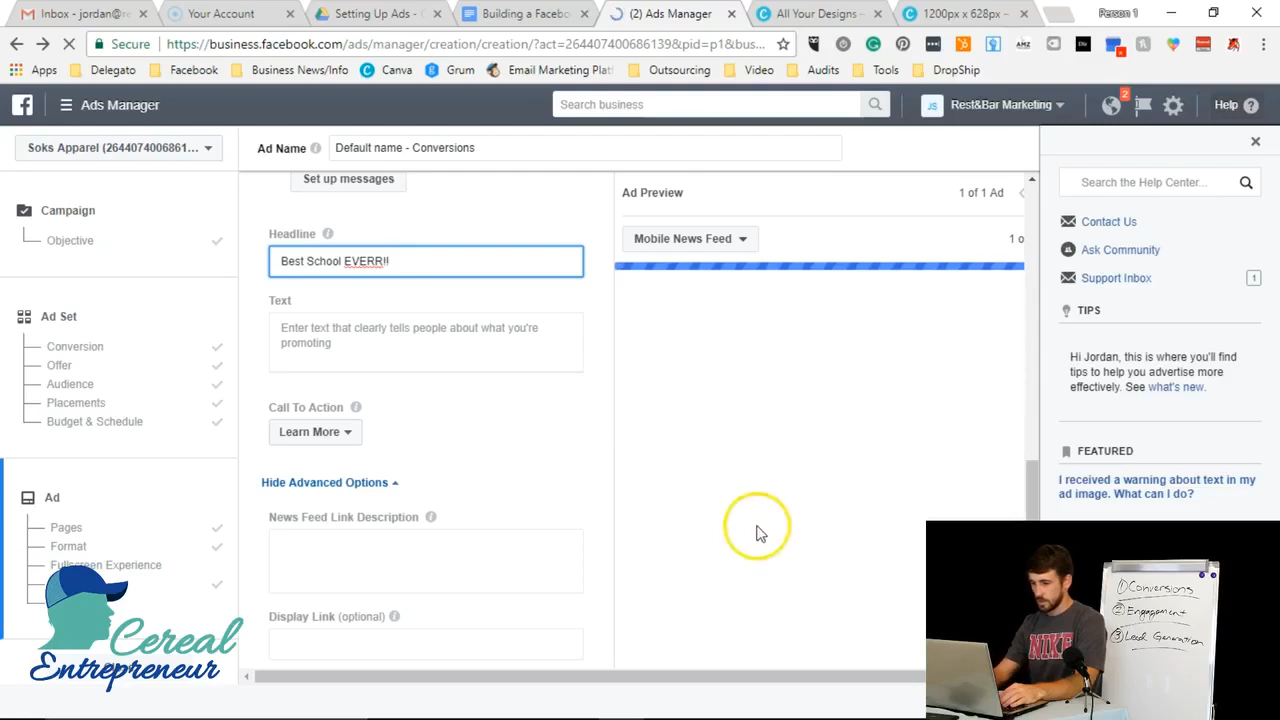 Inbox - jordan@re
Your Account
Setting Up Ads -
Building a Facebo
(2) Ads Manager
All Your Designs -
1200px x 628px -
Person 1
Secure
https://business.facebook.com/ads/manager/creation/creation/?act=264407400686139&pid=p1&bus...
Apps
Delegato
Facebook
Business News/Info
Canva
Grum
Email Marketing Platf
Outsourcing
Video
Audits
Tools
DropShip
Ads Manager
Search business
JS
Rest&Bar Marketing
2
Help
Soks Apparel (2644074006861...
Ad Name
Default name - Conversions
Campaign
Objective
Ad Set
Conversion
Offer
Audience
Placements
Budget & Schedule
Ad
Pages
Format
Fullscreen Experience
Set up messages
Headline
Best School EVERR!!
Text
Enter text that clearly tells people about what you're
promoting
Call To Action
Learn More
Hide Advanced Options
News Feed Link Description
Display Link (optional)
Ad Preview
1 of 1 Ad
Mobile News Feed
1 o
Search the Help Center...
Contact Us
Ask Community
Support Inbox
1
TIPS
Hi Jordan, this is where you'll find
tips to help you advertise more
effectively. See what's new.
FEATURED
I received a warning about text in my
ad image. What can I do?
Cereal
Entrepreneur
① Conversions
② Engagement
③ Lead Generation
NIKE